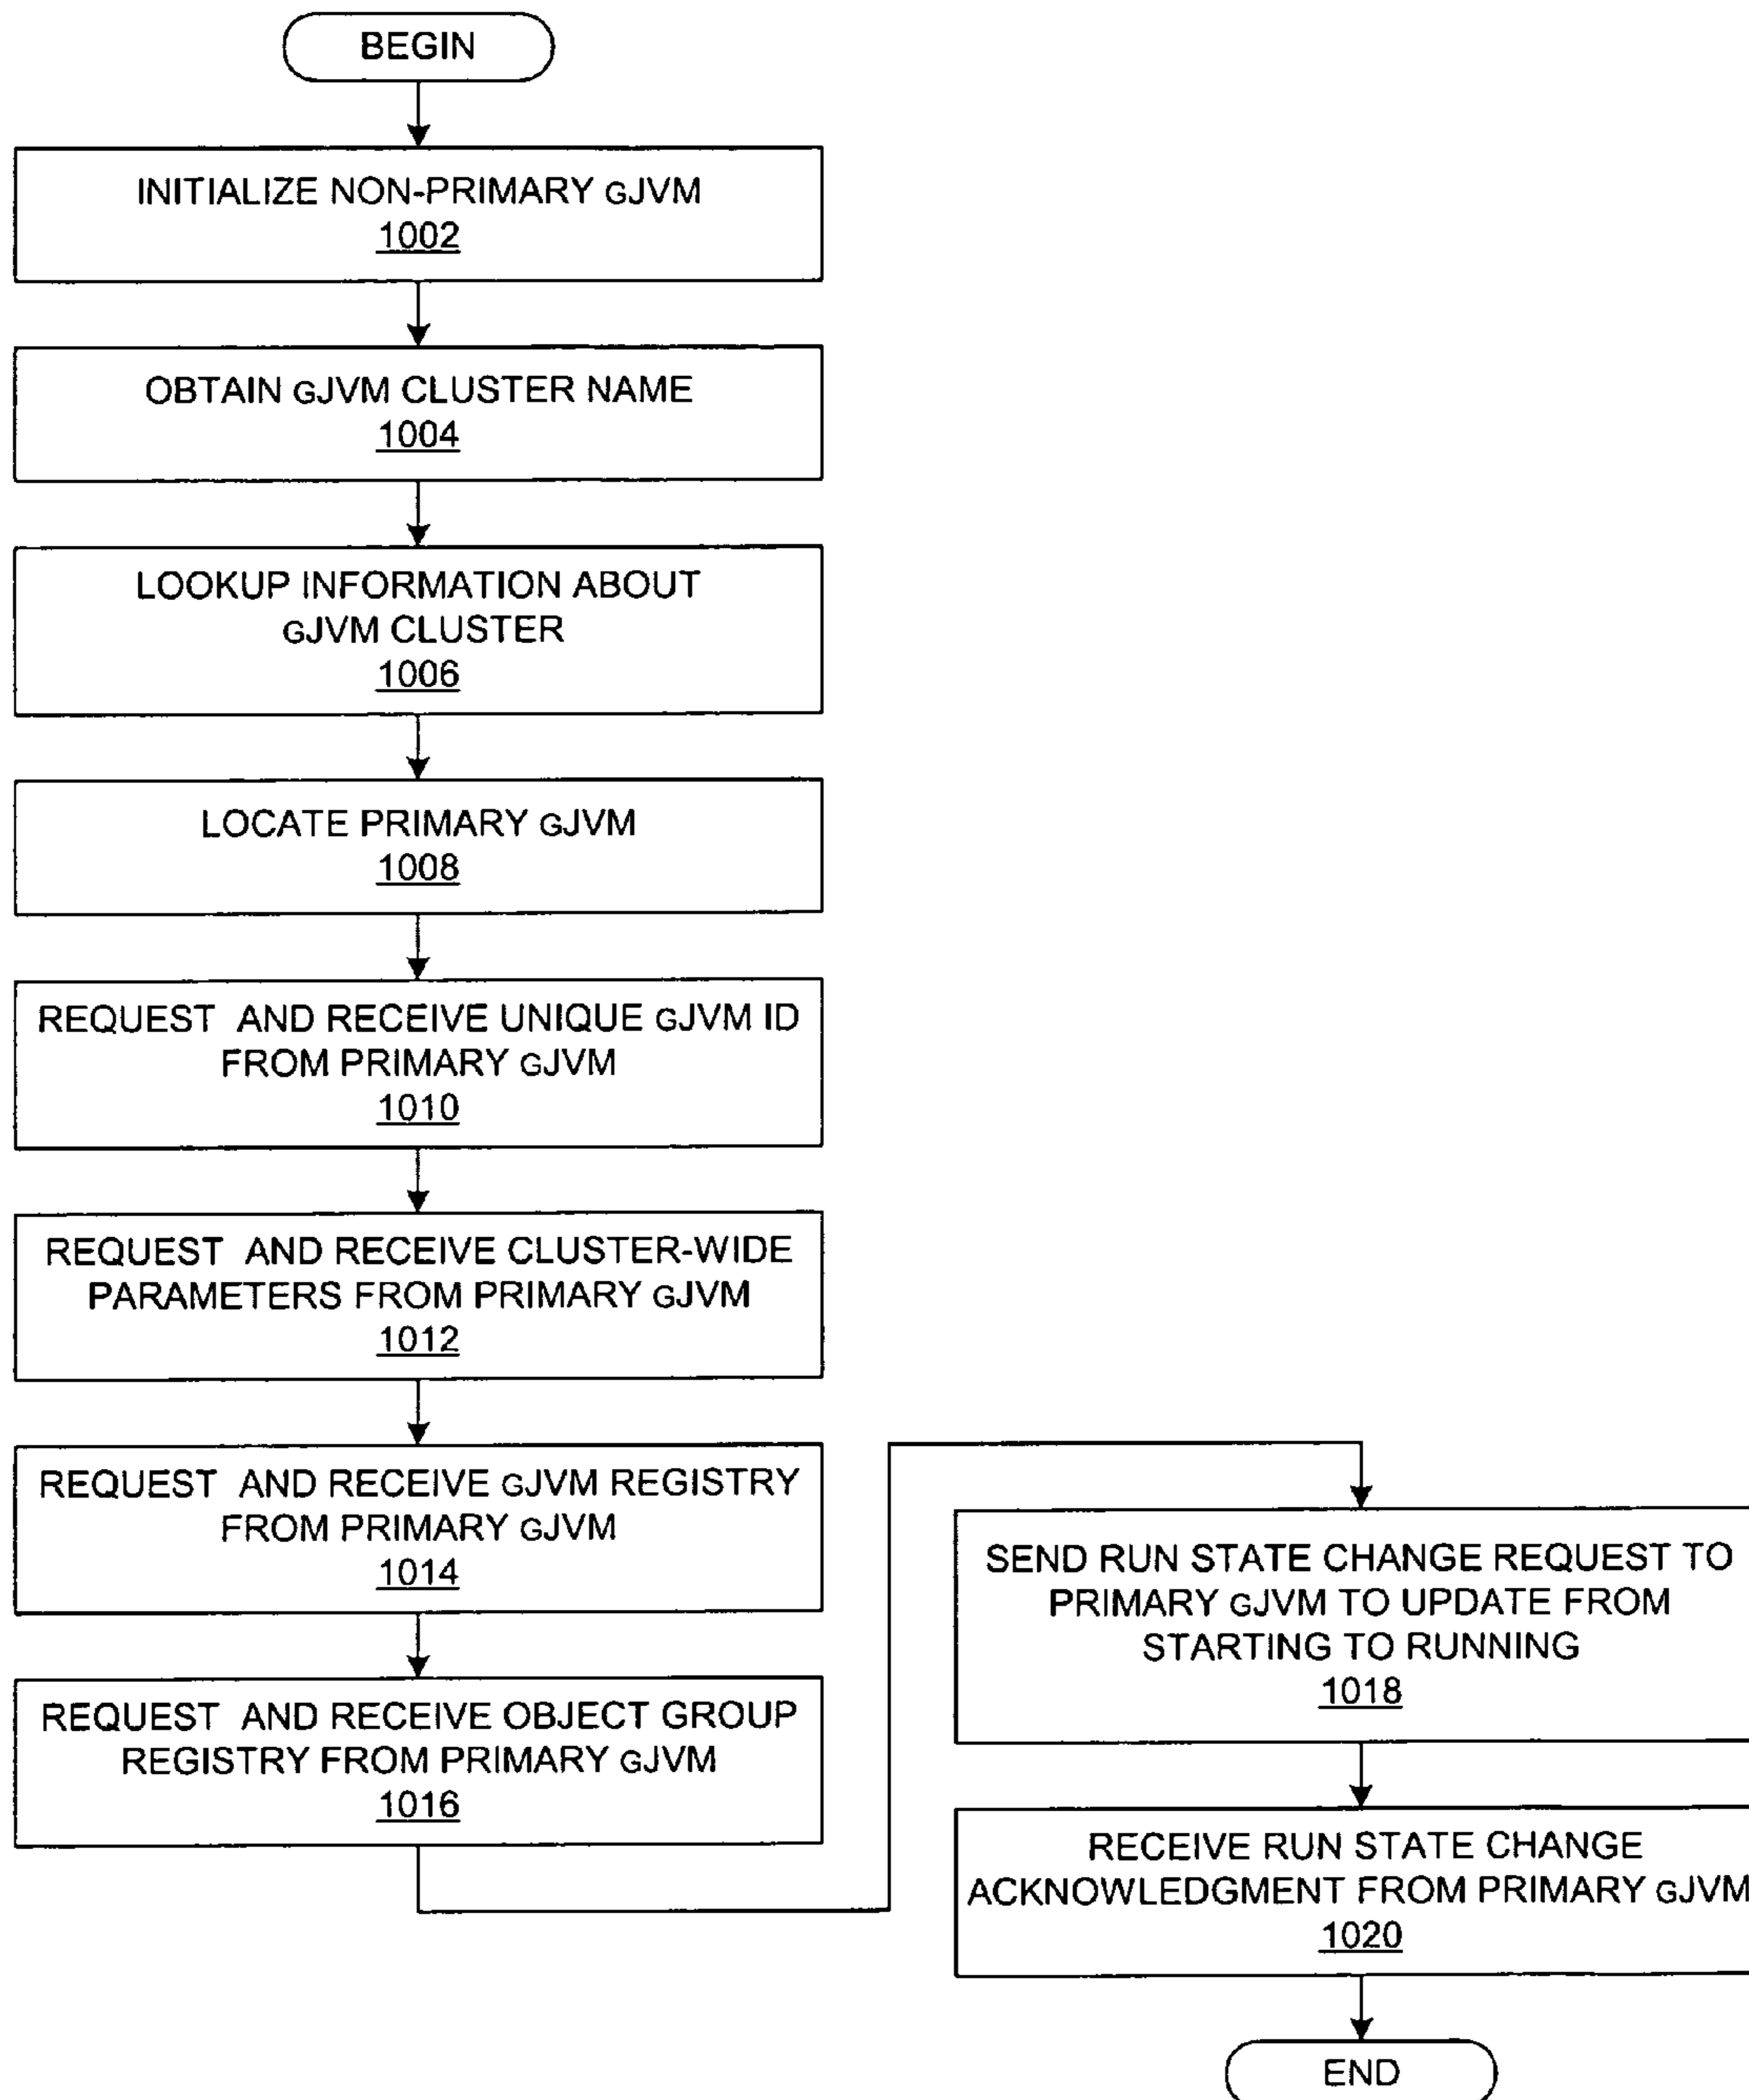 BEGIN
INITIALIZE NON-PRIMARY GJVM
1002
OBTAIN GJVM CLUSTER NAME
1004
LOOKUP INFORMATION ABOUT
GJVM CLUSTER
1006
LOCATE PRIMARY GJVM
1008
REQUEST AND RECEIVE UNIQUE GJVM ID
FROM PRIMARY GJVM
1010
REQUEST AND RECEIVE CLUSTER-WIDE
PARAMETERS FROM PRIMARY GJVM
1012
REQUEST AND RECEIVE GJVM REGISTRY
FROM PRIMARY GJVM
1014
REQUEST AND RECEIVE OBJECT GROUP
REGISTRY FROM PRIMARY GJVM
1016
SEND RUN STATE CHANGE REQUEST TO
PRIMARY GJVM TO UPDATE FROM
STARTING TO RUNNING
1018
RECEIVE RUN STATE CHANGE
ACKNOWLEDGMENT FROM PRIMARY GJVM
1020
END